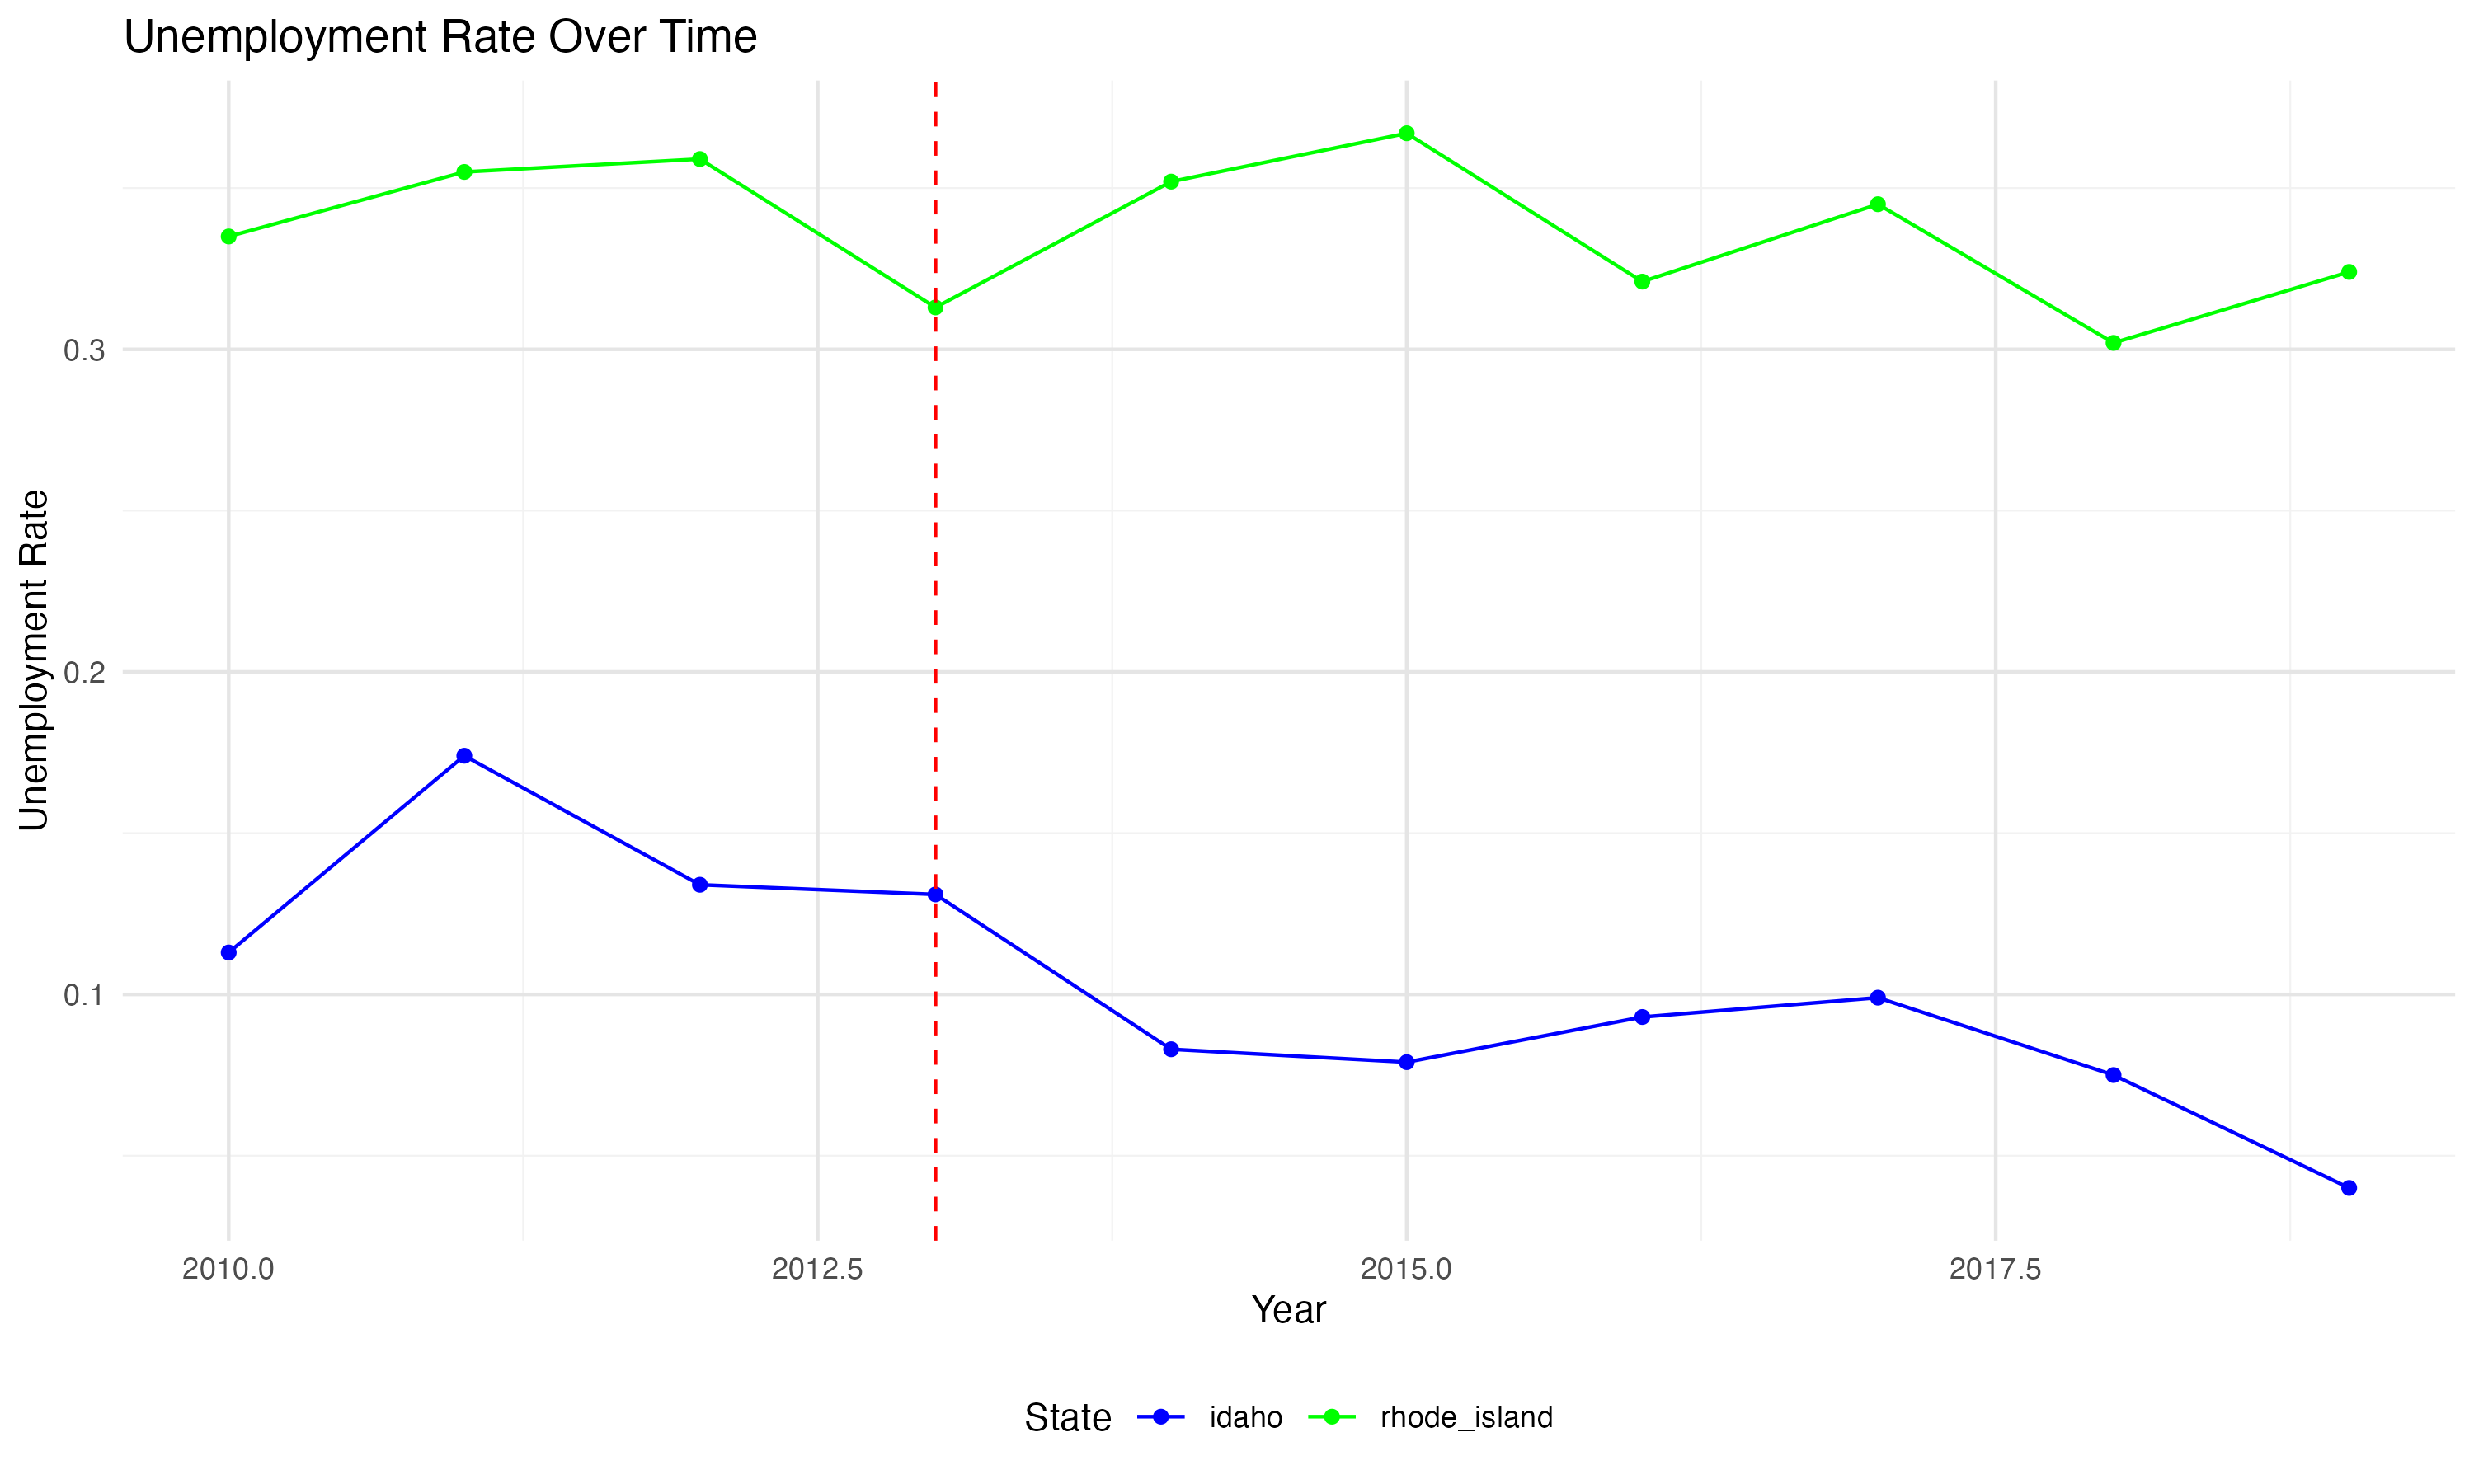 Unemployment Rate Over Time
Unemployment Rate
0.3
0.2
0.1
2010.0 2012.5 2015.0 2017.5
Year
State idaho rhode_island